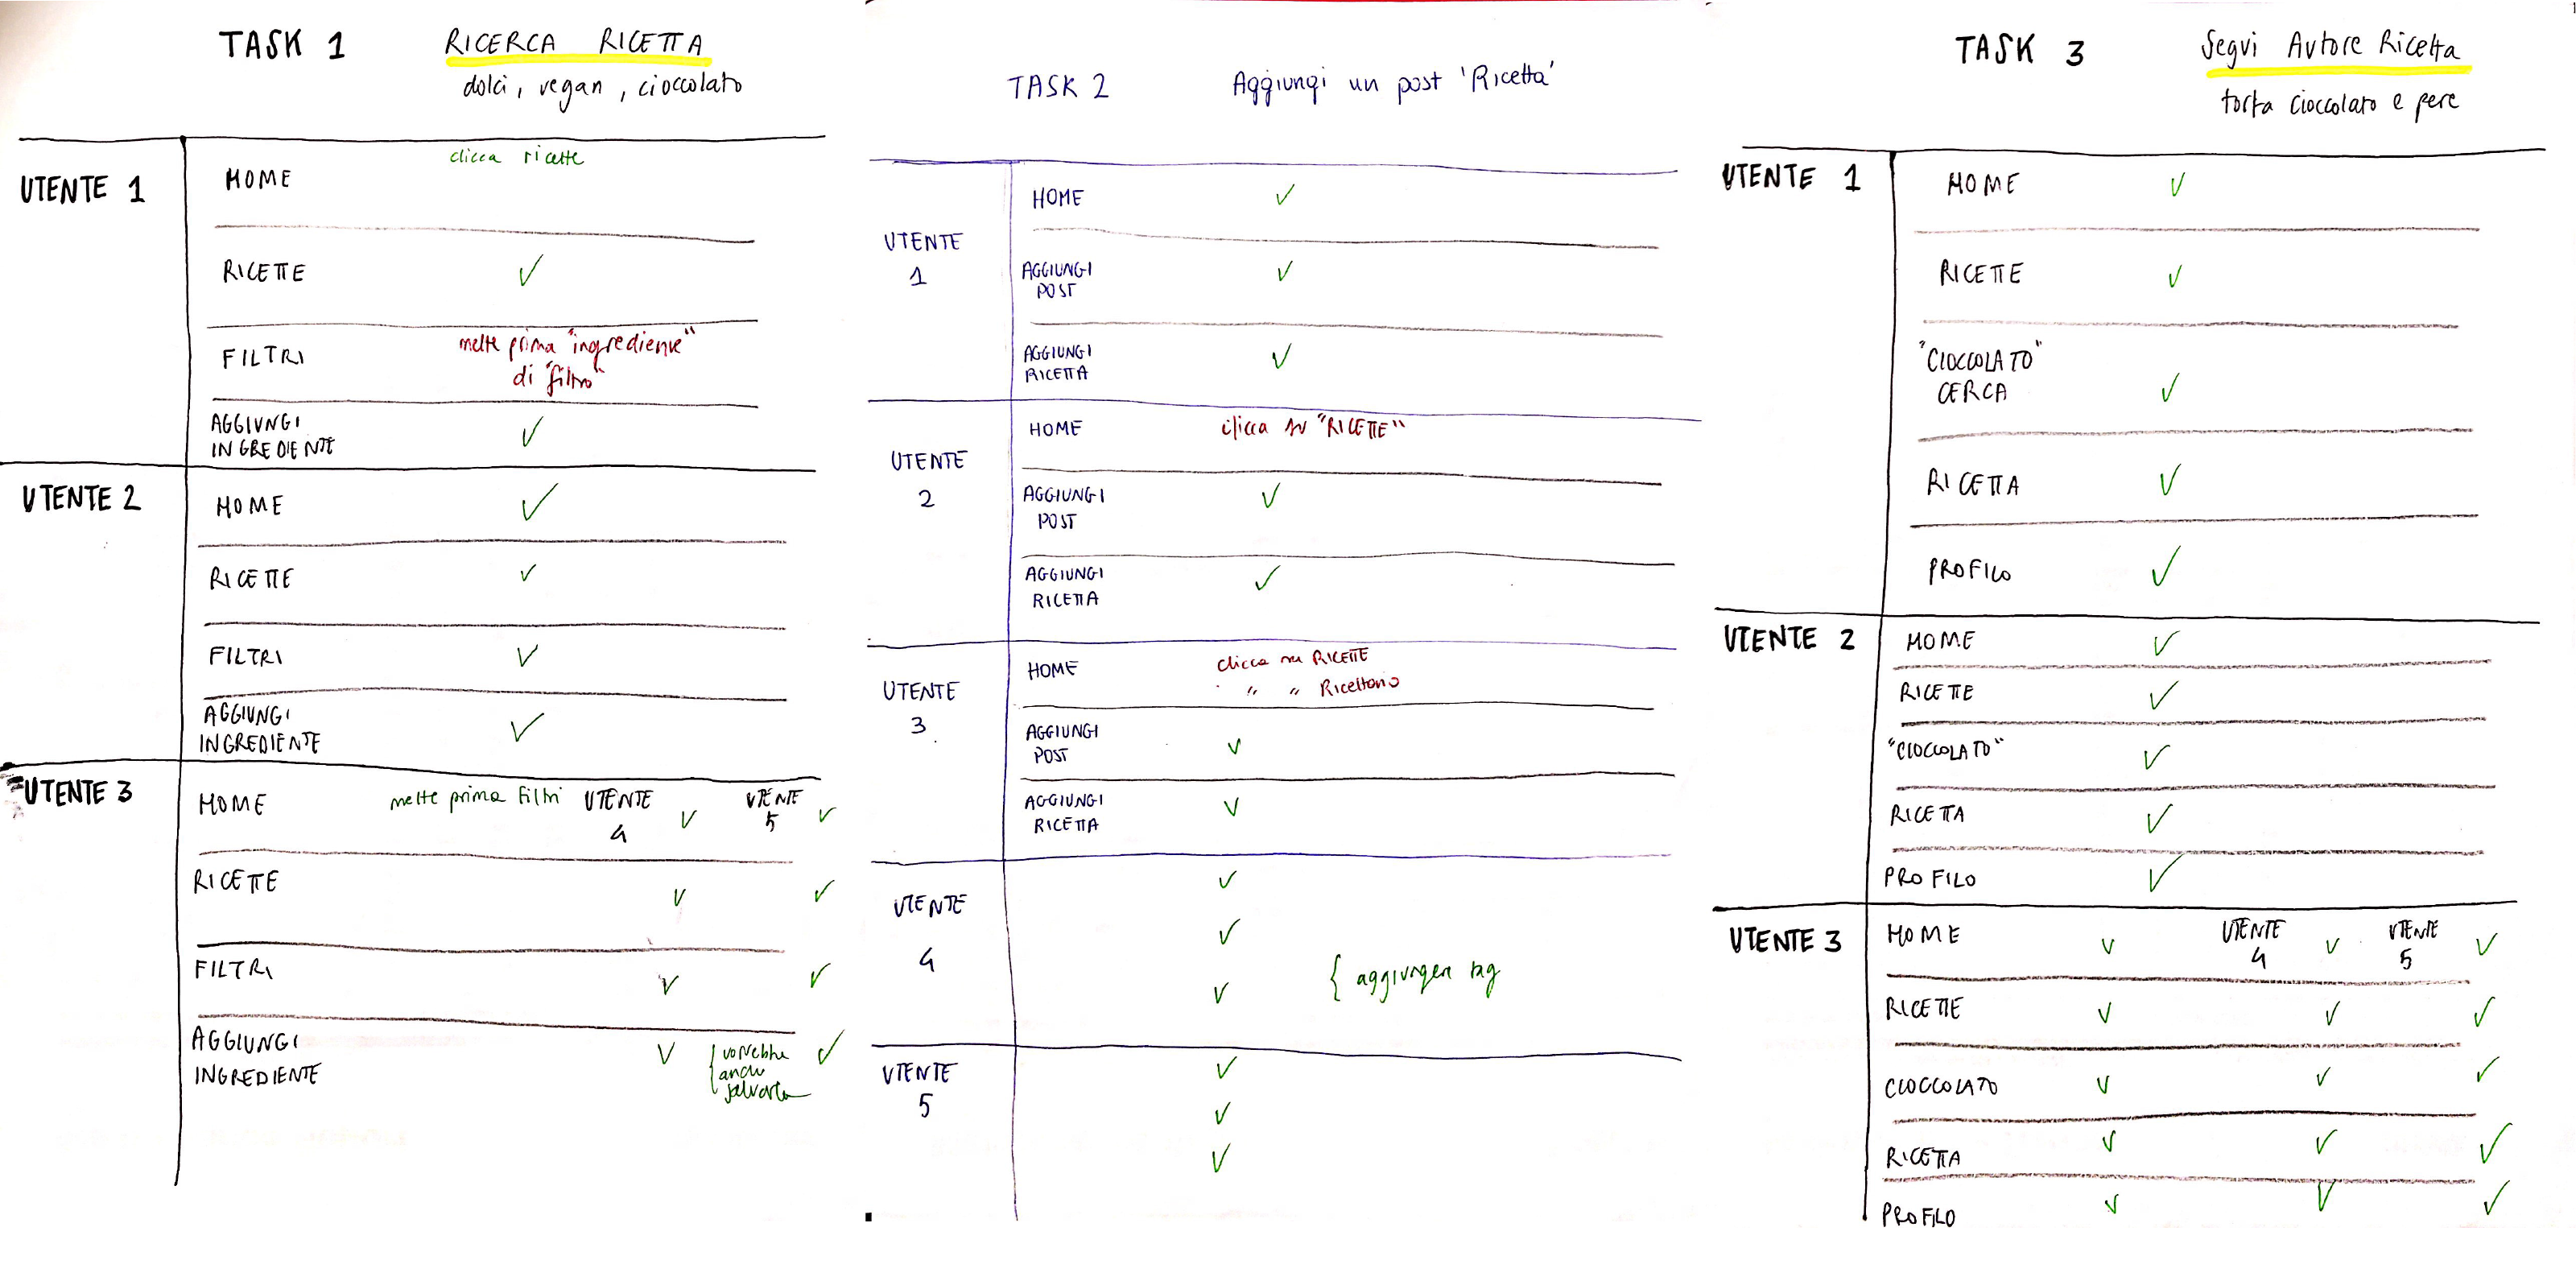 TASK 1 RICERCA RICETTA
dolci, vegan, cioccolato
UTENTE 1
clicca ricette
HOME
RICETTE ✓
FILTRI mette prima "ingrediente"
di "filtro"
AGGIUNGI
INGREDIENTE ✓
UTENTE 2
HOME ✓
RICETTE ✓
FILTRI ✓
AGGIUNGI
INGREDIENTE ✓
UTENTE 3
HOME mette prima filtri UTENTE 4 ✓ UTENTE 5 ✓
RICETTE ✓ ✓
FILTRI ✓ ✓
AGGIUNGI
INGREDIENTE ✓ { vorrebbe ✓
anche
salvarla
TASK 2 Aggiungi un post 'Ricetta'
UTENTE
1
HOME ✓
AGGIUNGI
POST ✓
AGGIUNGI
RICETTA ✓
UTENTE
2
HOME clicca su "RICETTE"
AGGIUNGI
POST ✓
AGGIUNGI
RICETTA ✓
UTENTE
3
HOME clicca su RICETTE
" " Ricettario
AGGIUNGI
POST ✓
AGGIUNGI
RICETTA ✓
UTENTE
4
✓
✓
✓ { aggiungere tag
UTENTE
5
✓
✓
✓
TASK 3 Segui Autore Ricetta
torta cioccolato e pere
UTENTE 1
HOME ✓
RICETTE ✓
"CIOCCOLATO"
CERCA ✓
RICETTA ✓
PROFILO ✓
UTENTE 2
HOME ✓
RICETTE ✓
"CIOCCOLATO" ✓
RICETTA ✓
PROFILO ✓
UTENTE 3
HOME ✓ UTENTE 4 ✓ UTENTE 5 ✓
RICETTE ✓ ✓ ✓
CIOCCOLATO ✓ ✓ ✓
RICETTA ✓ ✓ ✓
PROFILO ✓ ✓ ✓